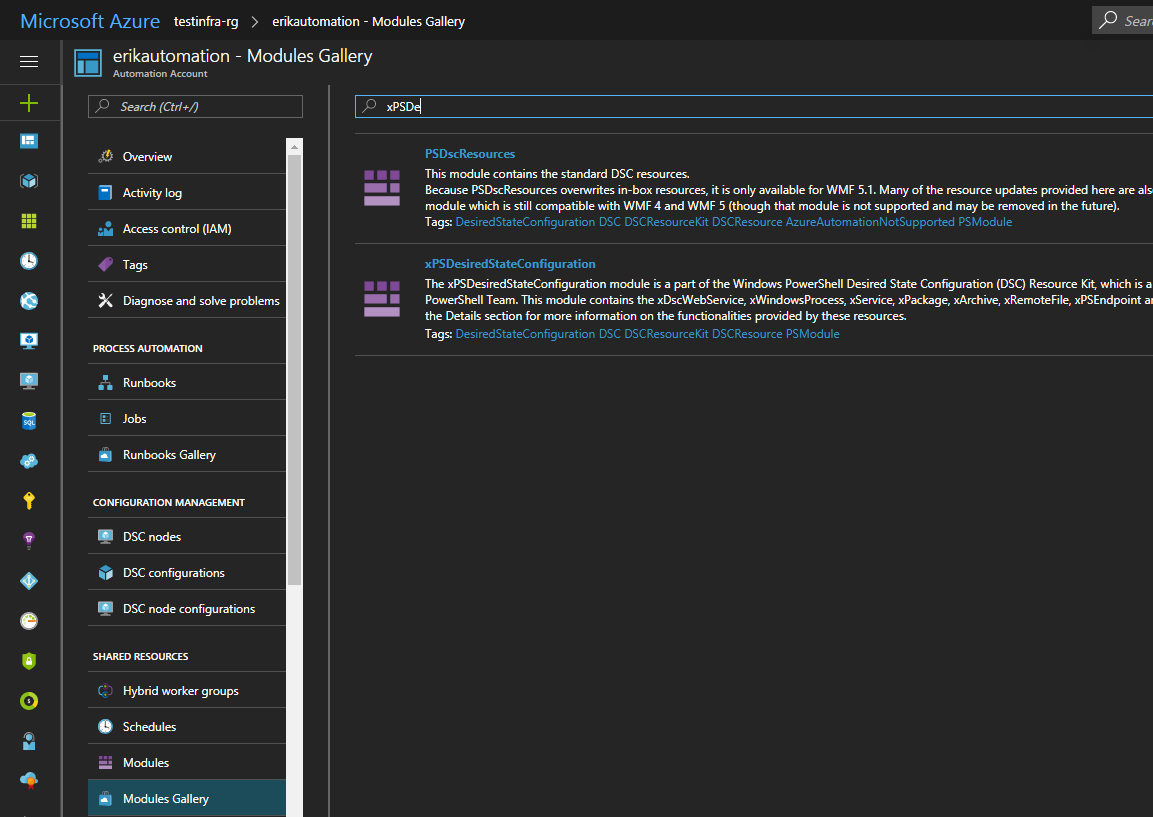 Microsoft Azure testinfra-rg > erikautomation - Modules Gallery
Sear
erikautomation - Modules Gallery
Automation Account
Search (Ctrl+/)
Overview
Activity log
Access control (IAM)
Tags
Diagnose and solve problems
PROCESS AUTOMATION
Runbooks
Jobs
Runbooks Gallery
CONFIGURATION MANAGEMENT
DSC nodes
DSC configurations
DSC node configurations
SHARED RESOURCES
Hybrid worker groups
Schedules
Modules
Modules Gallery
xPSDe
PSDscResources
This module contains the standard DSC resources.
Because PSDscResources overwrites in-box resources, it is only available for WMF 5.1. Many of the resource updates provided here are als
module which is still compatible with WMF 4 and WMF 5 (though that module is not supported and may be removed in the future).
Tags: DesiredStateConfiguration DSC DSCResourceKit DSCResource AzureAutomationNotSupported PSModule
xPSDesiredStateConfiguration
The xPSDesiredStateConfiguration module is a part of the Windows PowerShell Desired State Configuration (DSC) Resource Kit, which is a
PowerShell Team. This module contains the xDscWebService, xWindowsProcess, xService, xPackage, xArchive, xRemoteFile, xPSEndpoint ar
the Details section for more information on the functionalities provided by these resources.
Tags: DesiredStateConfiguration DSC DSCResourceKit DSCResource PSModule
SQL